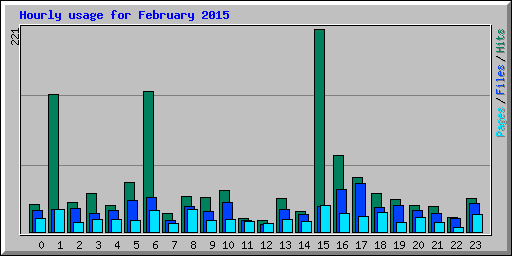 Hourly usage for February 2015
221
Pages/Files/Hits
0 1 2 3 4 5 6 7 8 9 10 11 12 13 14 15 16 17 18 19 20 21 22 23